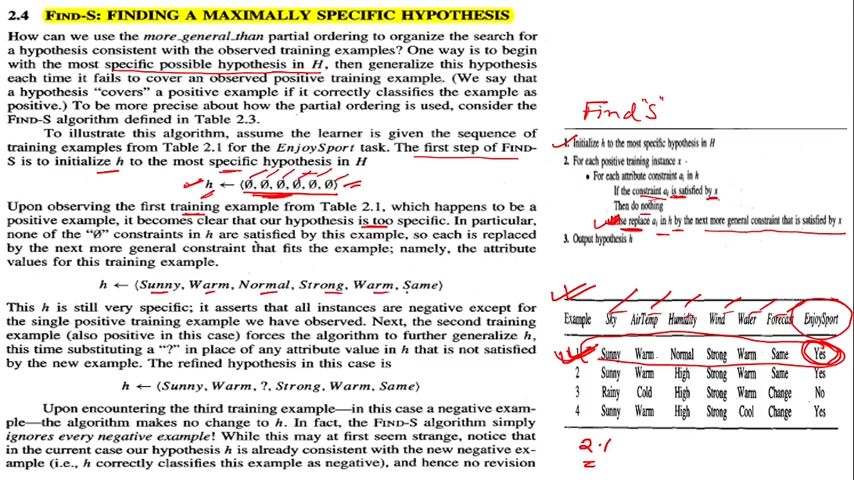 2.4 FIND-S: FINDING A MAXIMALLY SPECIFIC HYPOTHESIS
How can we use the more_general_than partial ordering to organize the search for
a hypothesis consistent with the observed training examples? One way is to begin
with the most specific possible hypothesis in H, then generalize this hypothesis
each time it fails to cover an observed positive training example. (We say that
a hypothesis "covers" a positive example if it correctly classifies the example as
positive.) To be more precise about how the partial ordering is used, consider the
FIND-S algorithm defined in Table 2.3.
To illustrate this algorithm, assume the learner is given the sequence of
training examples from Table 2.1 for the EnjoySport task. The first step of FIND-
S is to initialize h to the most specific hypothesis in H
h ← ⟨Ø, Ø, Ø, Ø, Ø, Ø⟩
Upon observing the first training example from Table 2.1, which happens to be a
positive example, it becomes clear that our hypothesis is too specific. In particular,
none of the "Ø" constraints in h are satisfied by this example, so each is replaced
by the next more general constraint that fits the example; namely, the attribute
values for this training example.
h ← ⟨Sunny, Warm, Normal, Strong, Warm, Same⟩
This h is still very specific; it asserts that all instances are negative except for
the single positive training example we have observed. Next, the second training
example (also positive in this case) forces the algorithm to further generalize h,
this time substituting a "?" in place of any attribute value in h that is not satisfied
by the new example. The refined hypothesis in this case is
h ← ⟨Sunny, Warm, ?, Strong, Warm, Same⟩
Upon encountering the third training example—in this case a negative exam-
ple—the algorithm makes no change to h. In fact, the FIND-S algorithm simply
ignores every negative example! While this may at first seem strange, notice that
in the current case our hypothesis h is already consistent with the new negative ex-
ample (i.e., h correctly classifies this example as negative), and hence no revision
Find "S"
1. Initialize h to the most specific hypothesis in H
2. For each positive training instance x
• For each attribute constraint aᵢ in h
If the constraint aᵢ is satisfied by x
Then do nothing
replace aᵢ in h by the next more general constraint that is satisfied by x
3. Output hypothesis h
Example Sky AirTemp Humidity Wind Water Forecast EnjoySport
1 Sunny Warm Normal Strong Warm Same Yes
2 Sunny Warm High Strong Warm Same Yes
3 Rainy Cold High Strong Warm Change No
4 Sunny Warm High Strong Cool Change Yes
2.1